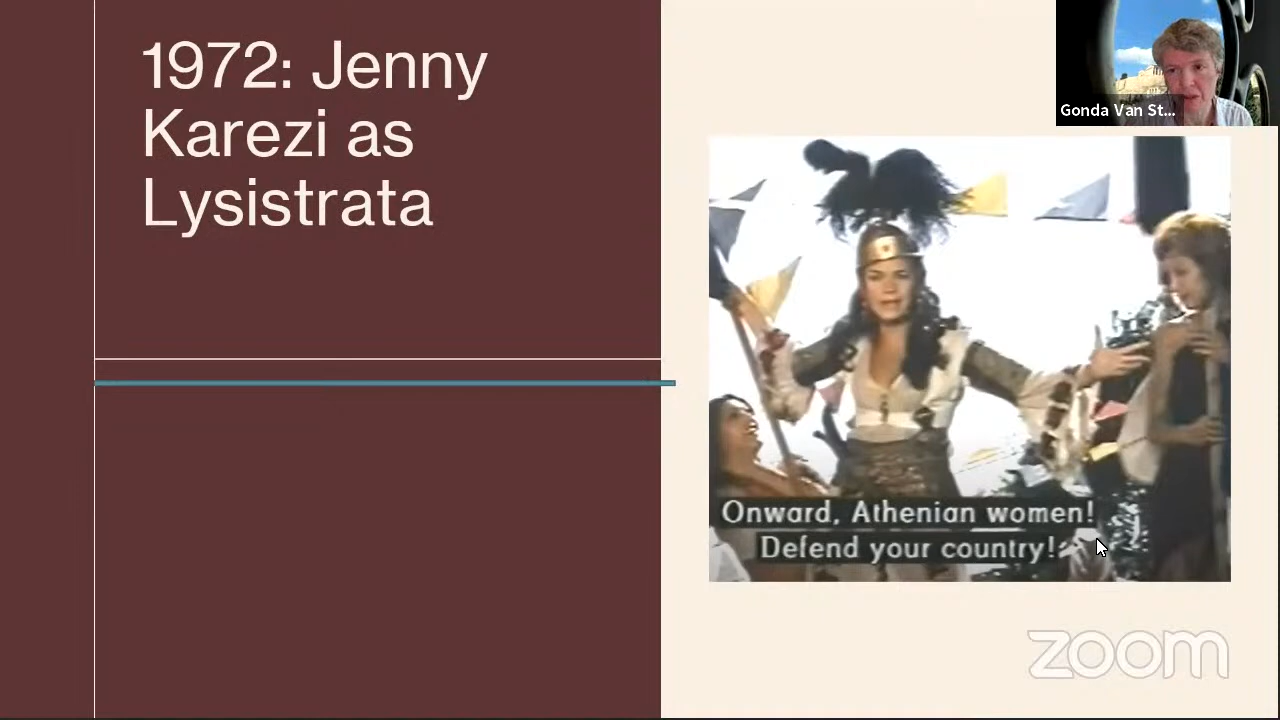 1972: Jenny
Karezi as
Lysistrata
Gonda Van St...
Onward, Athenian women!
Defend your country!
zoom